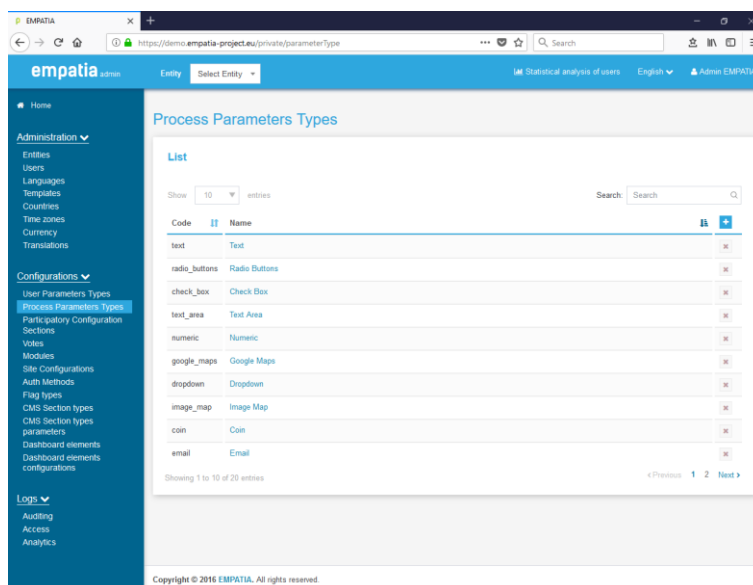 EMPATIA
https://demo.empatia-project.eu/private/parameterType
Search
empatia admin
Entity
Select Entity
Statistical analysis of users
English
Admin EMPATIA
Home
Administration
Entities
Users
Languages
Templates
Countries
Time zones
Currency
Translations
Configurations
User Parameters Types
Process Parameters Types
Participatory Configuration
Sections
Votes
Modules
Site Configurations
Auth Methods
Flag types
CMS Section types
CMS Section types
parameters
Dashboard elements
Dashboard elements
configurations
Logs
Auditing
Access
Analytics
Process Parameters Types
List
Show 10 entries
Search: Search
Code Name
text Text
radio_buttons Radio Buttons
check_box Check Box
text_area Text Area
numeric Numeric
google_maps Google Maps
dropdown Dropdown
image_map Image Map
coin Coin
email Email
Showing 1 to 10 of 20 entries
Previous 1 2 Next
Copyright © 2016 EMPATIA. All rights reserved.